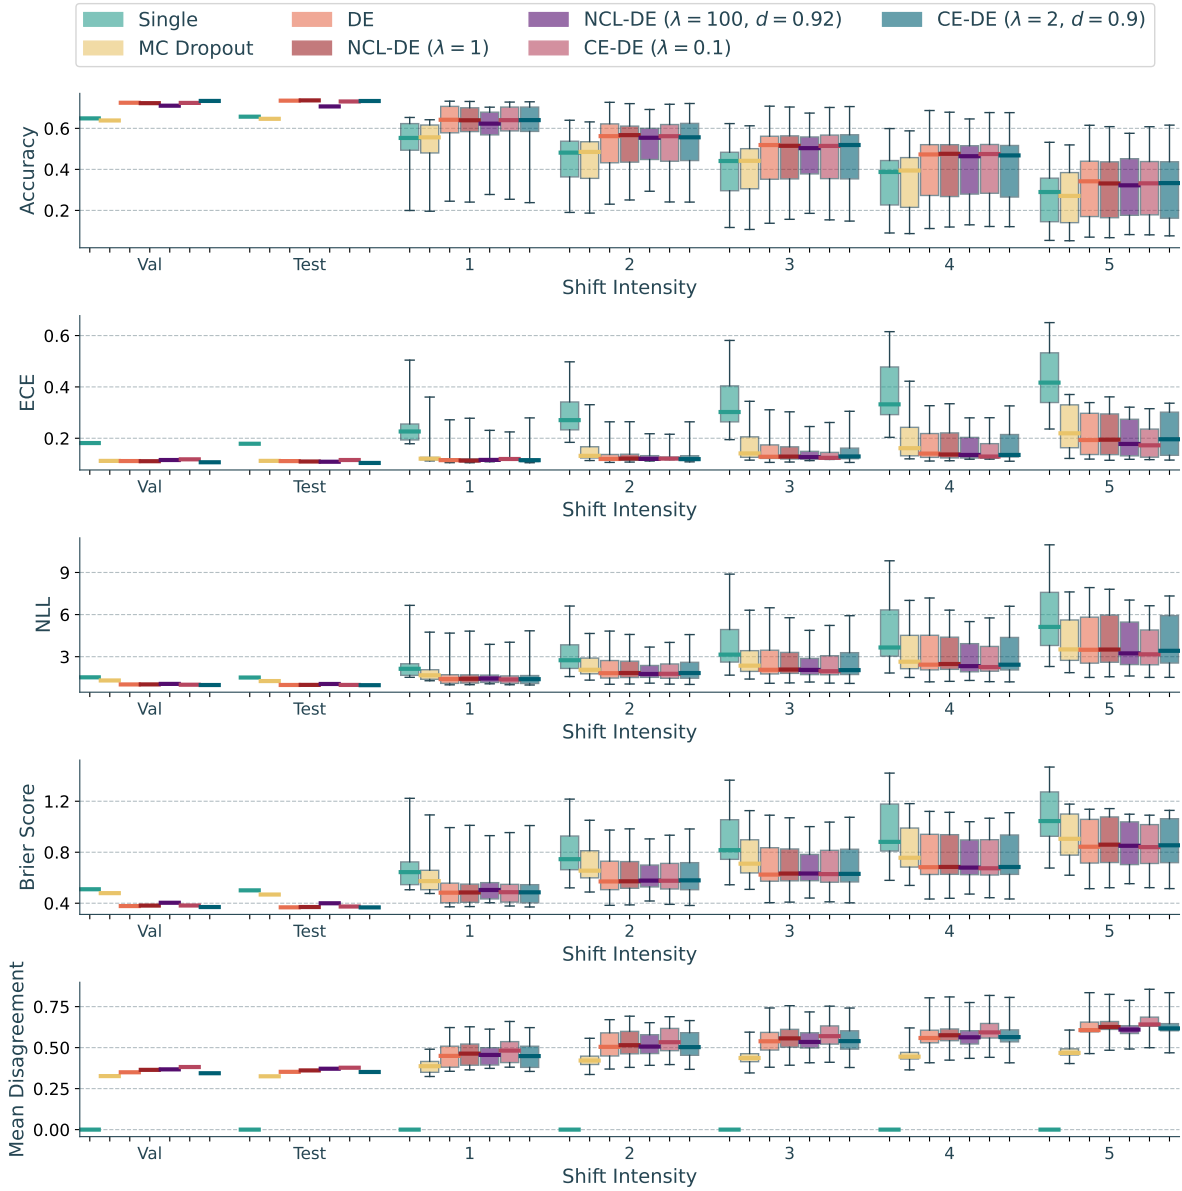 Single DE NCL-DE (λ = 100, d = 0.92) CE-DE (λ = 2, d = 0.9)
MC Dropout NCL-DE (λ = 1) CE-DE (λ = 0.1)
Accuracy
0.6
0.4
0.2
Val Test 1 2 3 4 5
Shift Intensity
ECE
0.6
0.4
0.2
Val Test 1 2 3 4 5
Shift Intensity
NLL
9
6
3
Val Test 1 2 3 4 5
Shift Intensity
Brier Score
1.2
0.8
0.4
Val Test 1 2 3 4 5
Shift Intensity
Mean Disagreement
0.75
0.50
0.25
0.00
Val Test 1 2 3 4 5
Shift Intensity